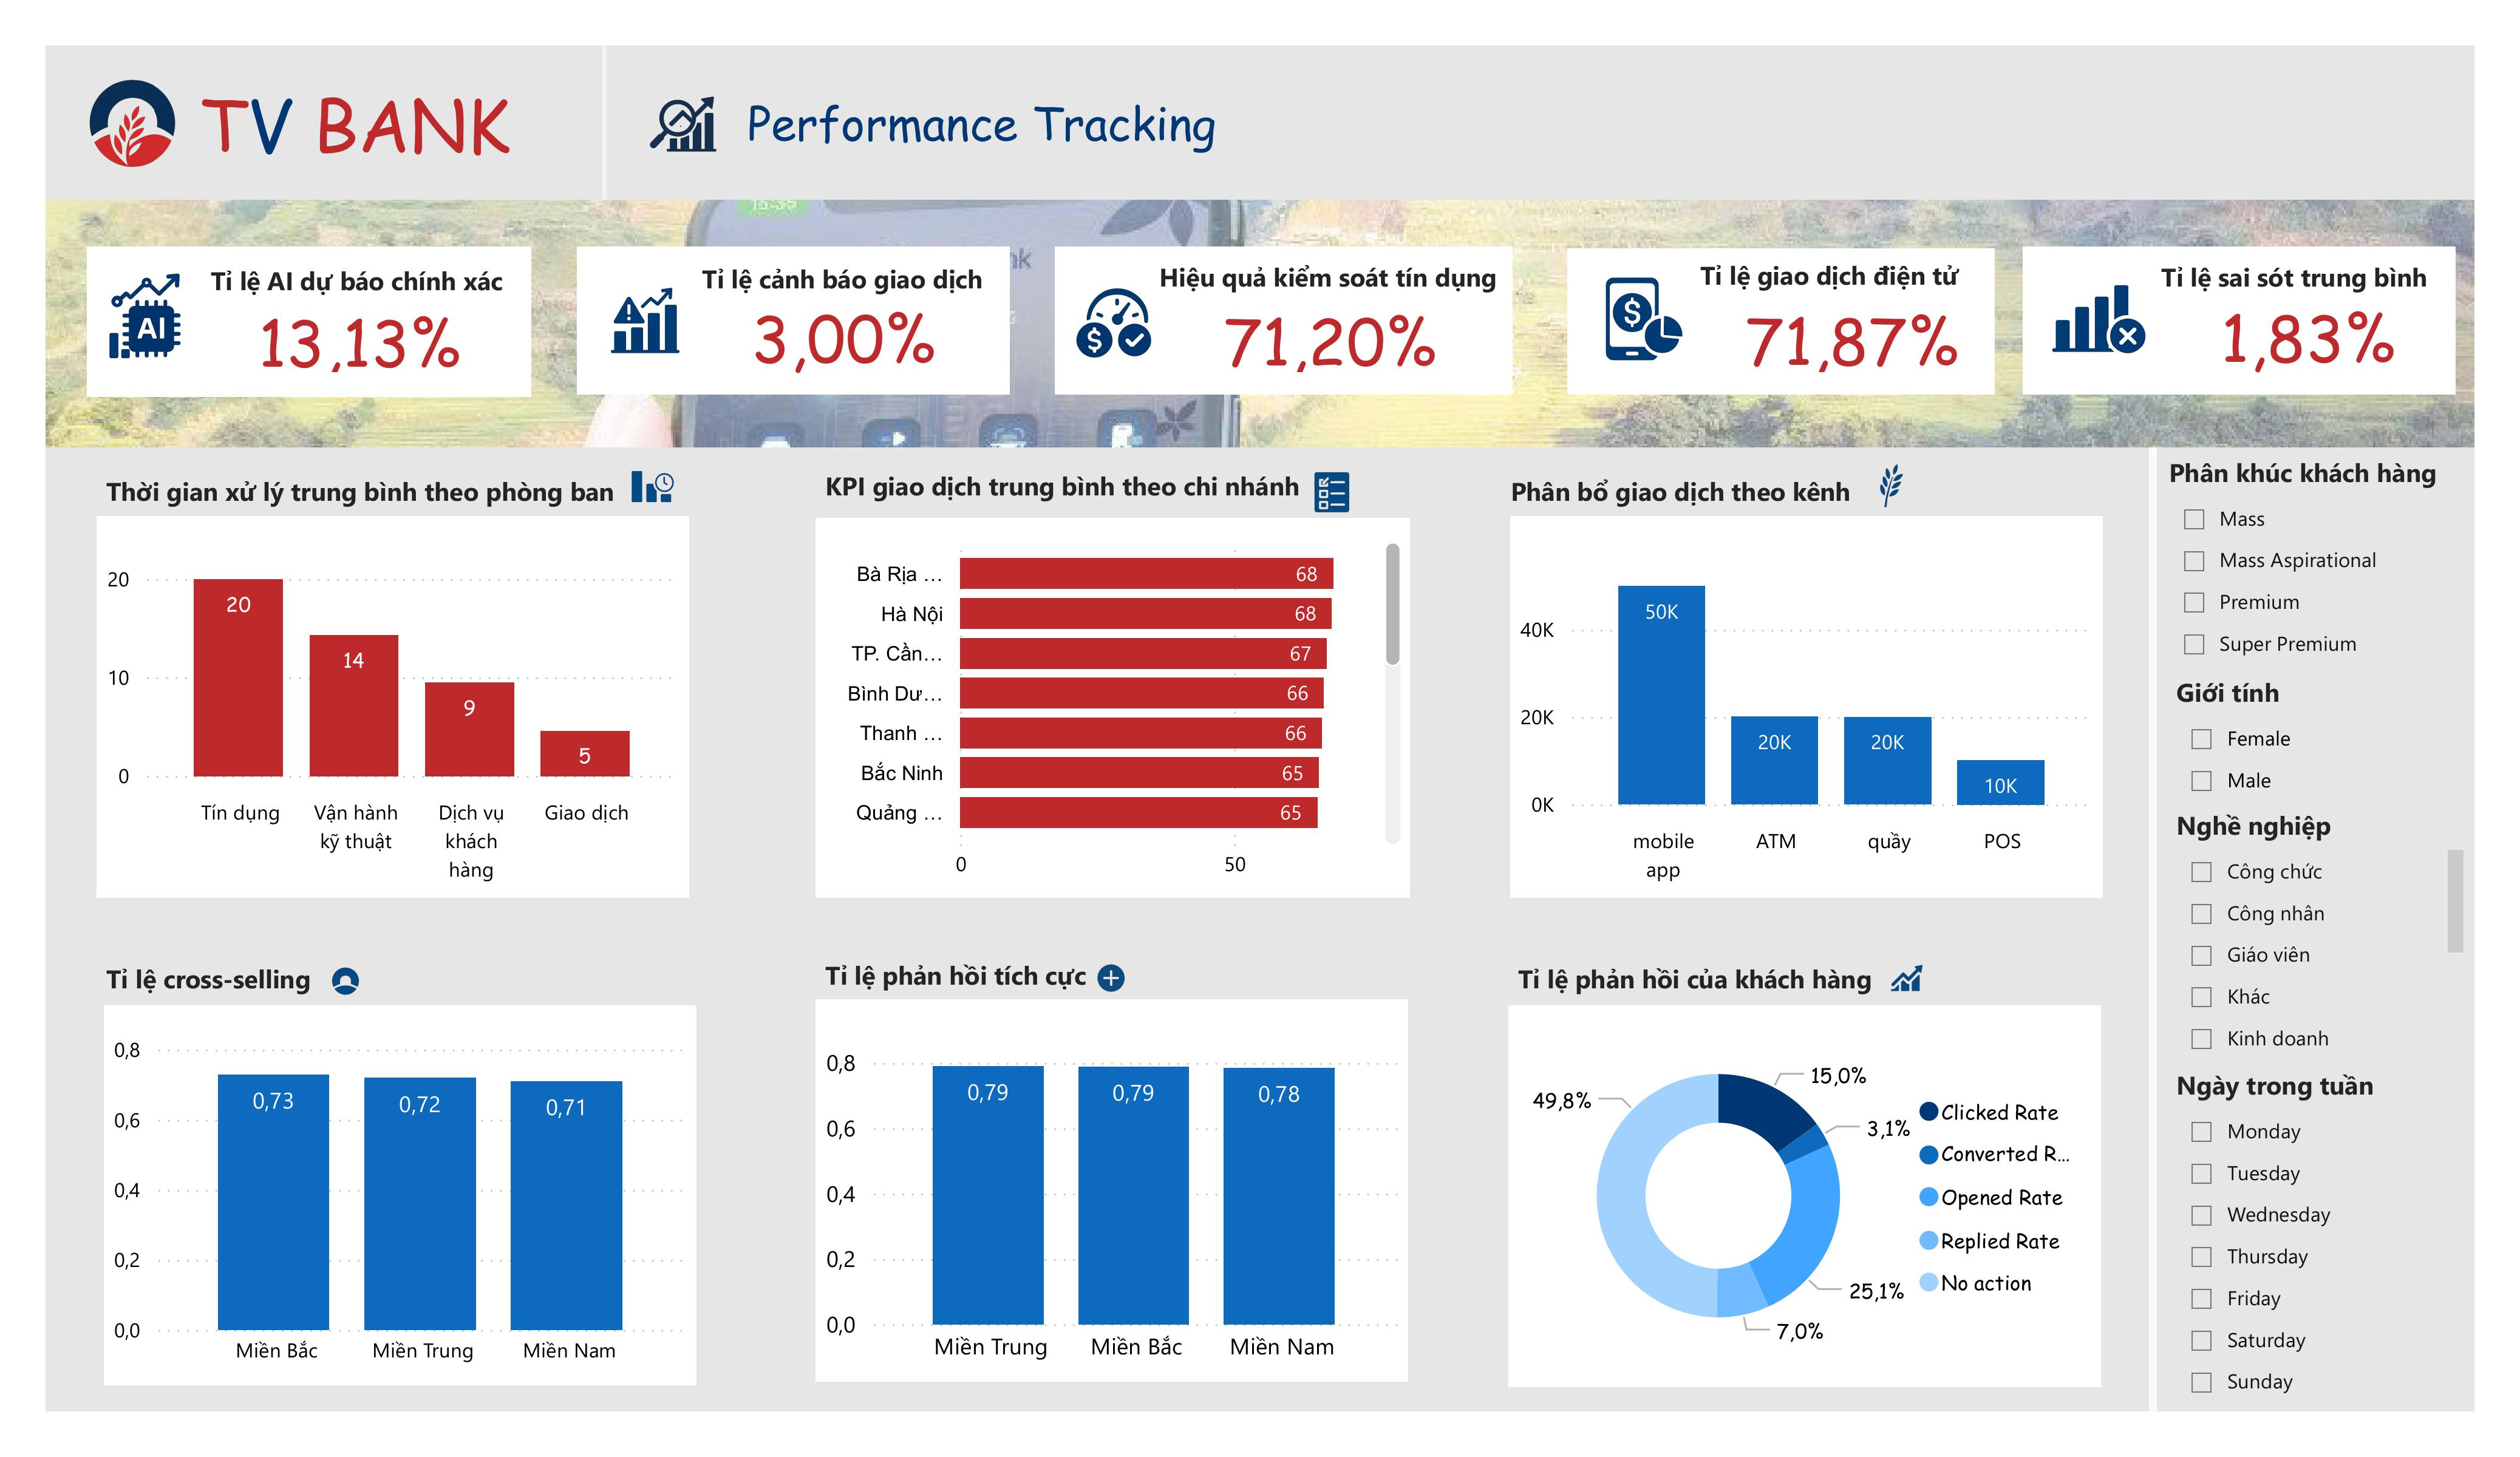 TV BANK
Performance Tracking
15:35
nk
Tỉ lệ AI dự báo chính xác
13,13%
Tỉ lệ cảnh báo giao dịch
3,00%
Hiệu quả kiểm soát tín dụng
71,20%
Tỉ lệ giao dịch điện tử
71,87%
Tỉ lệ sai sót trung bình
1,83%
AI
Thời gian xử lý trung bình theo phòng ban
20
10
0
20
14
9
5
Tín dụng
Vận hành
kỹ thuật
Dịch vụ
khách
hàng
Giao dịch
KPI giao dịch trung bình theo chi nhánh
Bà Rịa ...
68
Hà Nội
68
TP. Cần...
67
Bình Dư...
66
Thanh ...
66
Bắc Ninh
65
Quảng ...
65
0
50
Phân bổ giao dịch theo kênh
40K
20K
0K
50K
20K
20K
10K
mobile
app
ATM
quầy
POS
Tỉ lệ cross-selling
0,8
0,6
0,4
0,2
0,0
0,73
0,72
0,71
Miền Bắc
Miền Trung
Miền Nam
Tỉ lệ phản hồi tích cực
0,8
0,6
0,4
0,2
0,0
0,79
0,79
0,78
Miền Trung
Miền Bắc
Miền Nam
Tỉ lệ phản hồi của khách hàng
49,8%
15,0%
3,1%
25,1%
7,0%
Clicked Rate
Converted R...
Opened Rate
Replied Rate
No action
Phân khúc khách hàng
Mass
Mass Aspirational
Premium
Super Premium
Giới tính
Female
Male
Nghề nghiệp
Công chức
Công nhân
Giáo viên
Khác
Kinh doanh
Ngày trong tuần
Monday
Tuesday
Wednesday
Thursday
Friday
Saturday
Sunday